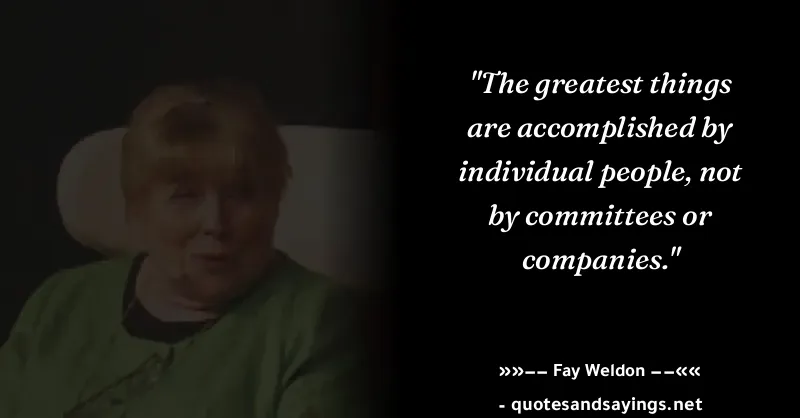 "The greatest things
are accomplished by
individual people, not
by committees or
companies."
»»−− Fay Weldon −−««
- quotesandsayings.net